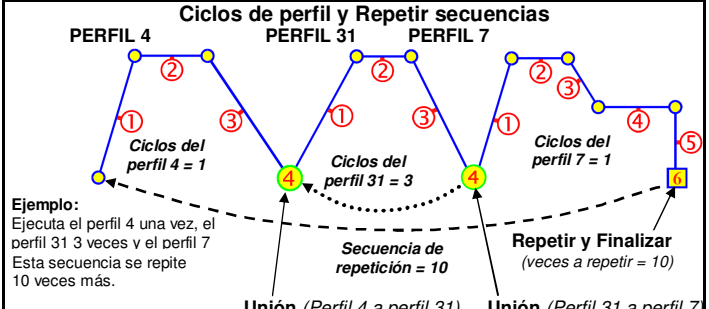 Ciclos de perfil y Repetir secuencias
PERFIL 4 PERFIL 31 PERFIL 7
② ② ②
③
① ③ ① ③ ① ④
⑤
Ciclos del
perfil 4 = 1
Ciclos del
perfil 31 = 3
Ciclos del
perfil 7 = 1
4 4 6
Ejemplo:
Ejecuta el perfil 4 una vez, el
perfil 31 3 veces y el perfil 7
Esta secuencia se repite
10 veces más.
Secuencia de
repetición = 10
Repetir y Finalizar
(veces a repetir = 10)
Unión (Perfil 4 a perfil 31) Unión (Perfil 31 a perfil 7)